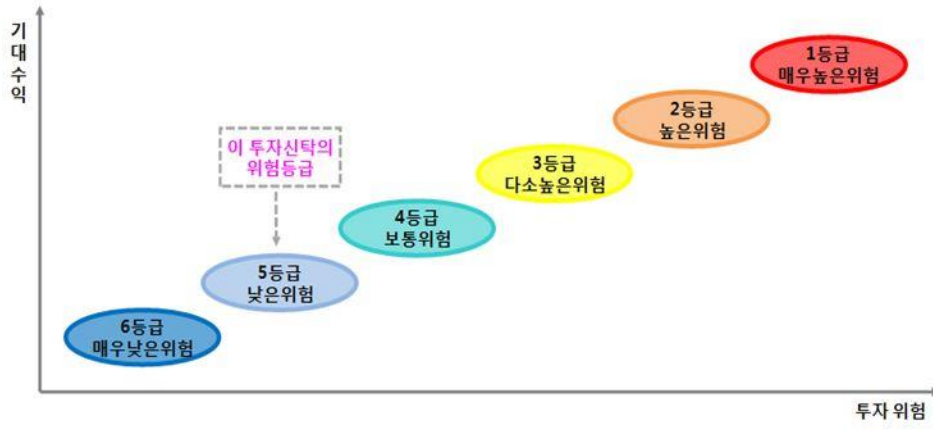 기대수익
1등급
매우높은위험
2등급
높은위험
이 투자신탁의
위험등급
3등급
다소높은위험
4등급
보통위험
5등급
낮은위험
6등급
매우낮은위험
투자 위험